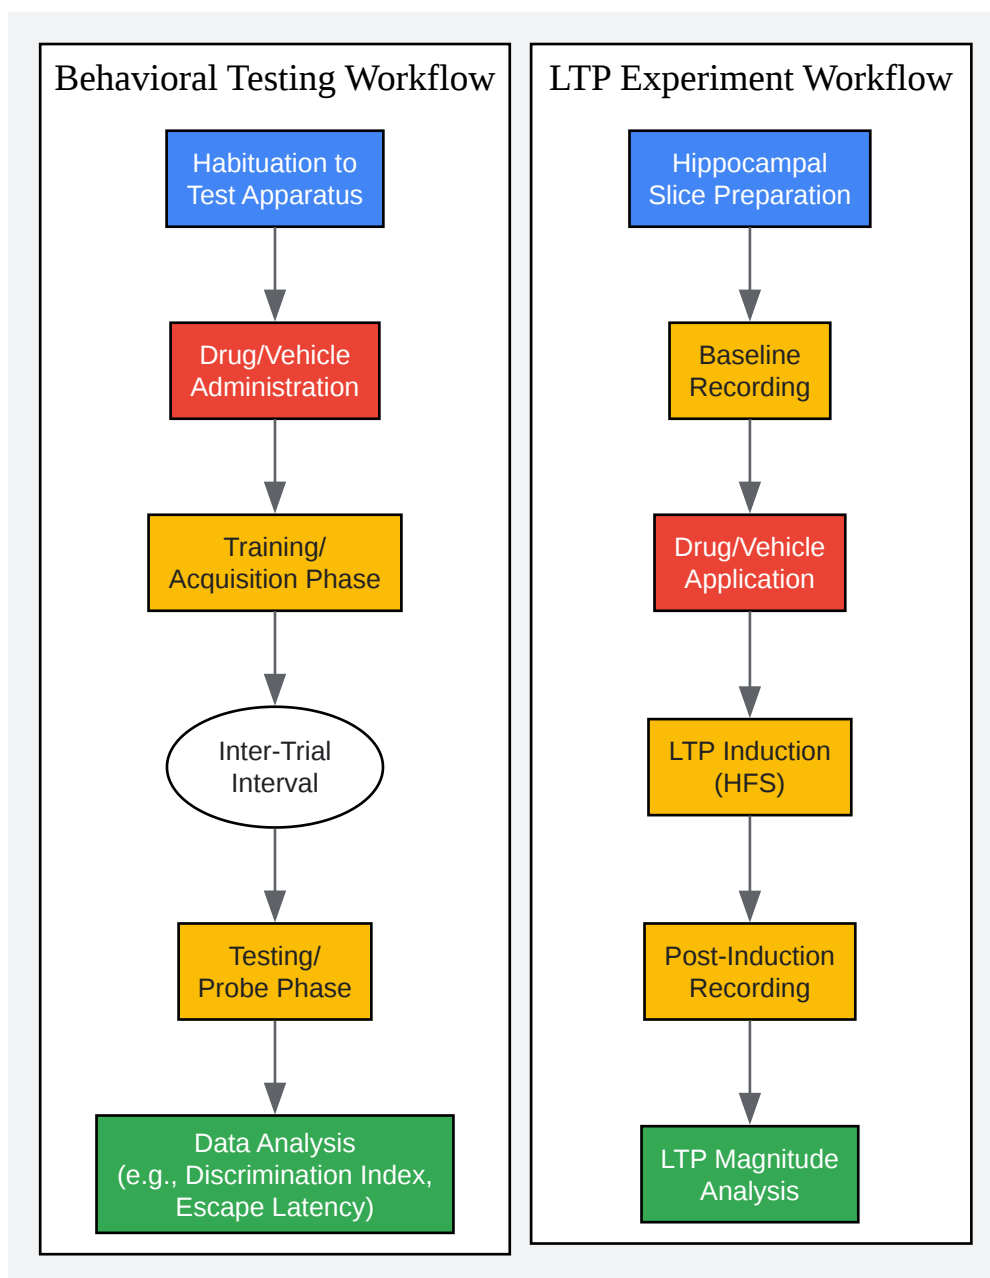 Behavioral Testing Workflow
Habituation to
Test Apparatus
Drug/Vehicle
Administration
Training/
Acquisition Phase
Inter-Trial
Interval
Testing/
Probe Phase
Data Analysis
(e.g., Discrimination Index,
Escape Latency)
LTP Experiment Workflow
Hippocampal
Slice Preparation
Baseline
Recording
Drug/Vehicle
Application
LTP Induction
(HFS)
Post-Induction
Recording
LTP Magnitude
Analysis